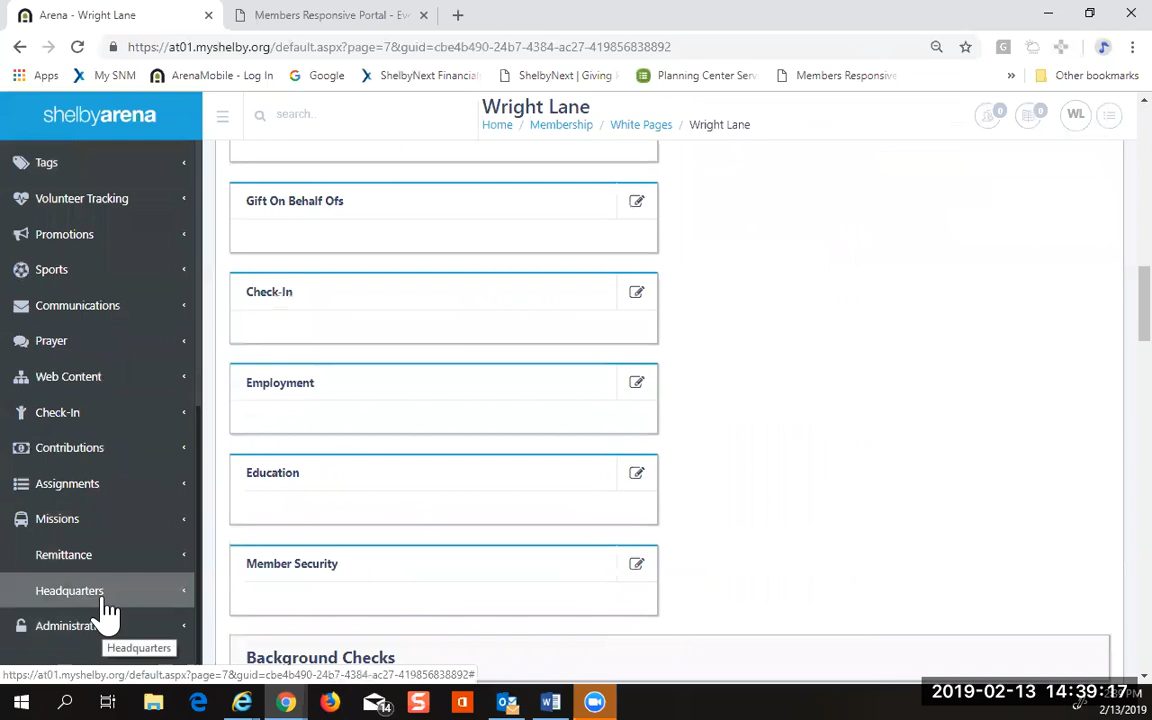 Arena - Wright Lane
Members Responsive Portal - Eve
https://at01.myshelby.org/default.aspx?page=7&guid=cbe4b490-24b7-4384-ac27-419856838892
Apps
My SNM
ArenaMobile - Log In
Google
ShelbyNext Financial
ShelbyNext | Giving
Planning Center Serv
Members Responsive
»
Other bookmarks
shelbyarena
search..
Wright Lane
Home / Membership / White Pages / Wright Lane
0
0
WL
Tags
Volunteer Tracking
Promotions
Sports
Communications
Prayer
Web Content
Check-In
Contributions
Assignments
Missions
Remittance
Headquarters
Administrat
Headquarters
Gift On Behalf Ofs
Check-In
Employment
Education
Member Security
Background Checks
https://at01.myshelby.org/default.aspx?page=7&guid=cbe4b490-24b7-4384-ac27-419856838892#
14
2019-02-13 14:39:17
2/13/2019